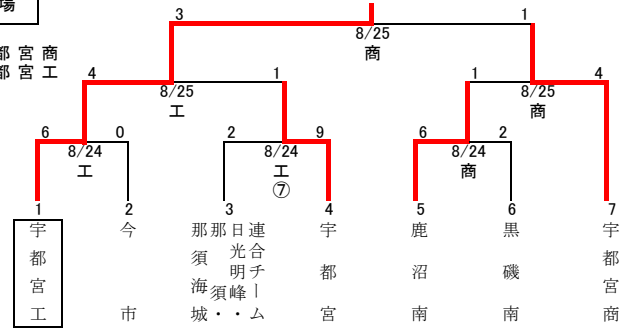 場
都 宮 商
都 宮 工
3 1
8/25
商
4 1 1 4
8/25 8/25
工 商
6 0 2 9 6 2
8/24 8/24 8/24
工 工 商
⑦
1 2 3 4 5 6 7
宇都宮工
今市
連合チーム
日光明峰・
那須・
那須海城
宇都宮
鹿沼南
黒磯南
宇都宮商